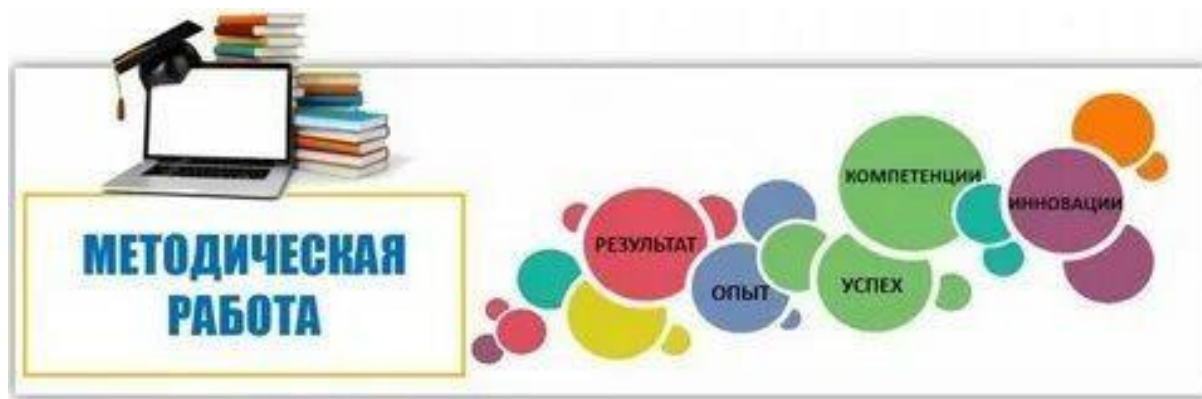 МЕТОДИЧЕСКАЯ
РАБОТА
РЕЗУЛЬТАТ
ОПЫТ
УСПЕХ
КОМПЕТЕНЦИИ
ИННОВАЦИИ